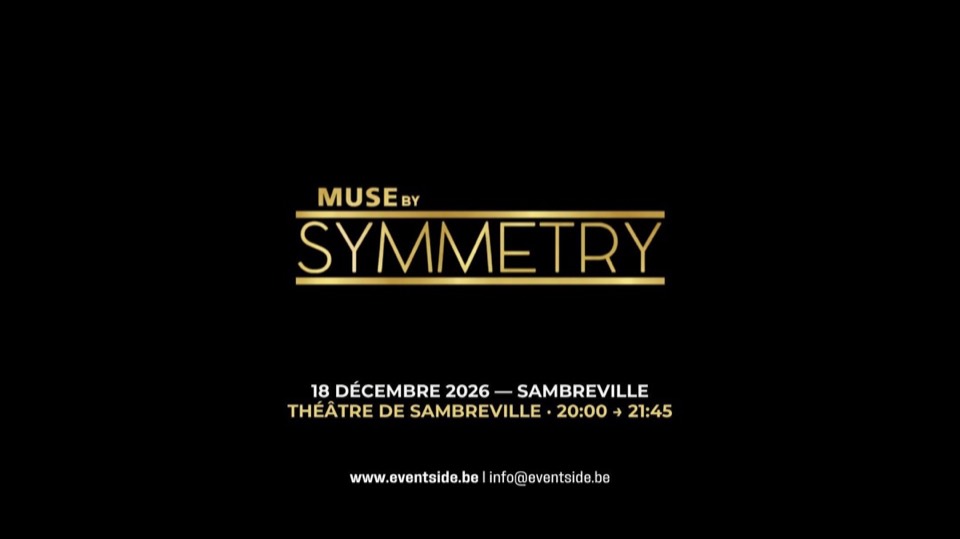 MUSE BY
SYMMETRY
18 DÉCEMBRE 2026 — SAMBREVILLE
THÉÂTRE DE SAMBREVILLE · 20:00 → 21:45
www.eventside.be | info@eventside.be